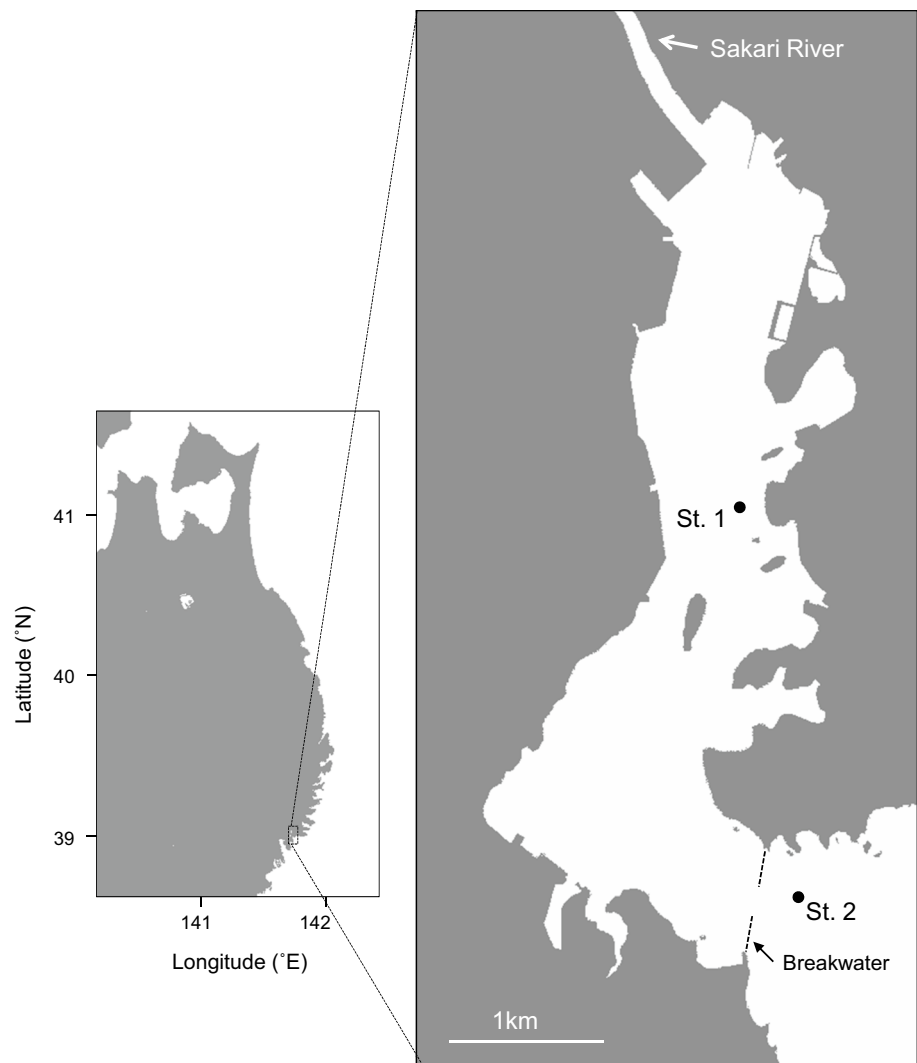 Sakari River
St. 1
St. 2
Breakwater
1km
41
40
39
Latitude (˚N)
141
142
Longitude (˚E)